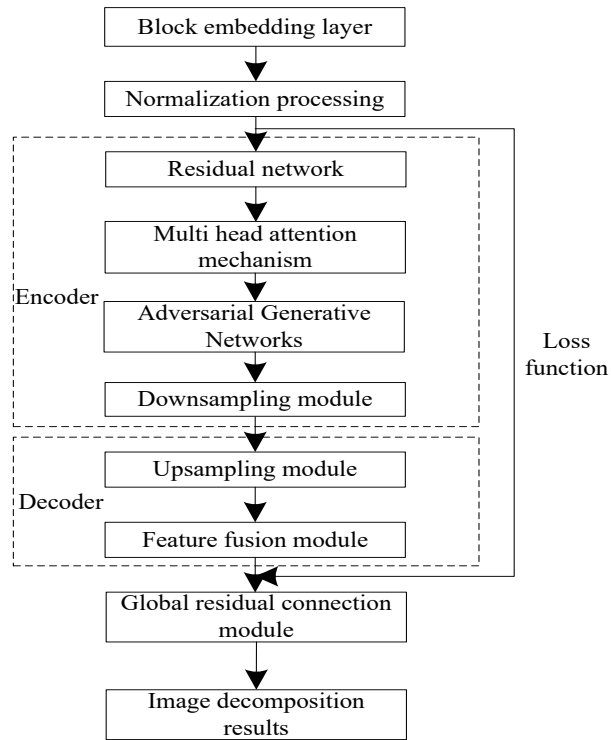 Block embedding layer
Normalization processing
Residual network
Multi head attention
mechanism
Encoder
Adversarial Generative
Networks
Loss
function
Downsampling module
Upsampling module
Decoder
Feature fusion module
Global residual connection
module
Image decomposition
results